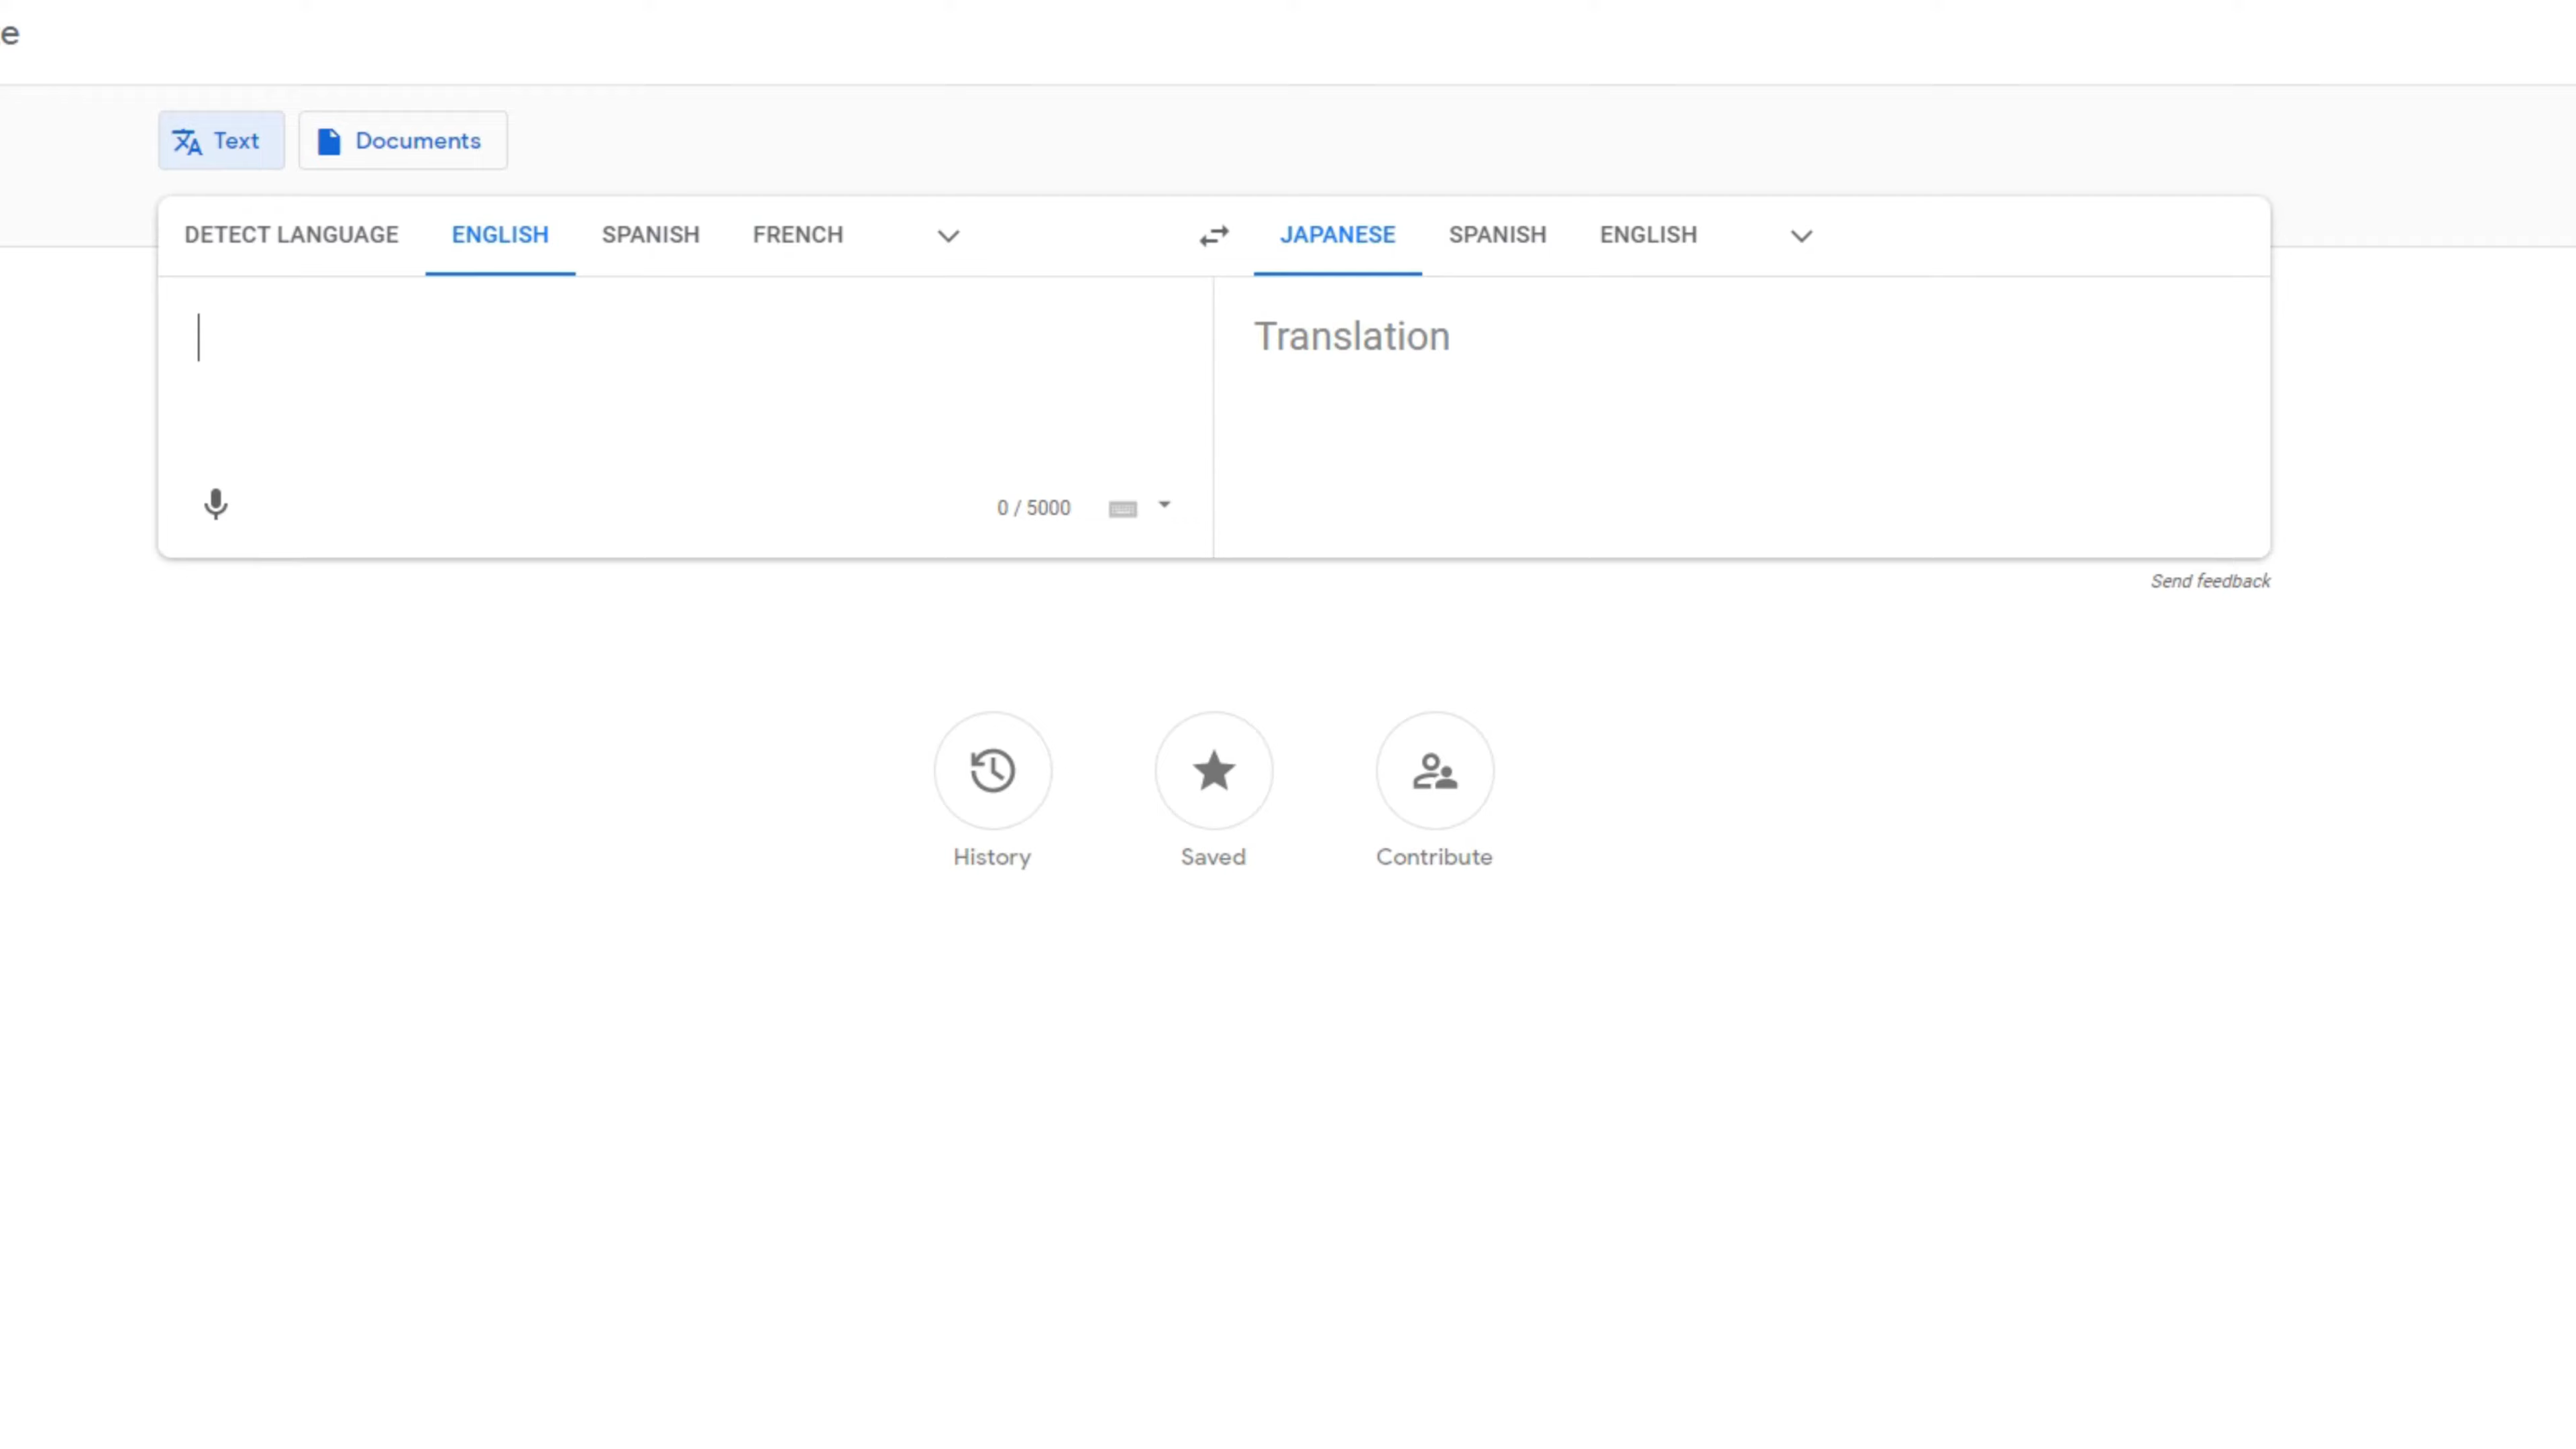 e
Text Documents
DETECT LANGUAGE ENGLISH SPANISH FRENCH JAPANESE SPANISH ENGLISH
Translation
0 / 5000
Send feedback
History Saved Contribute